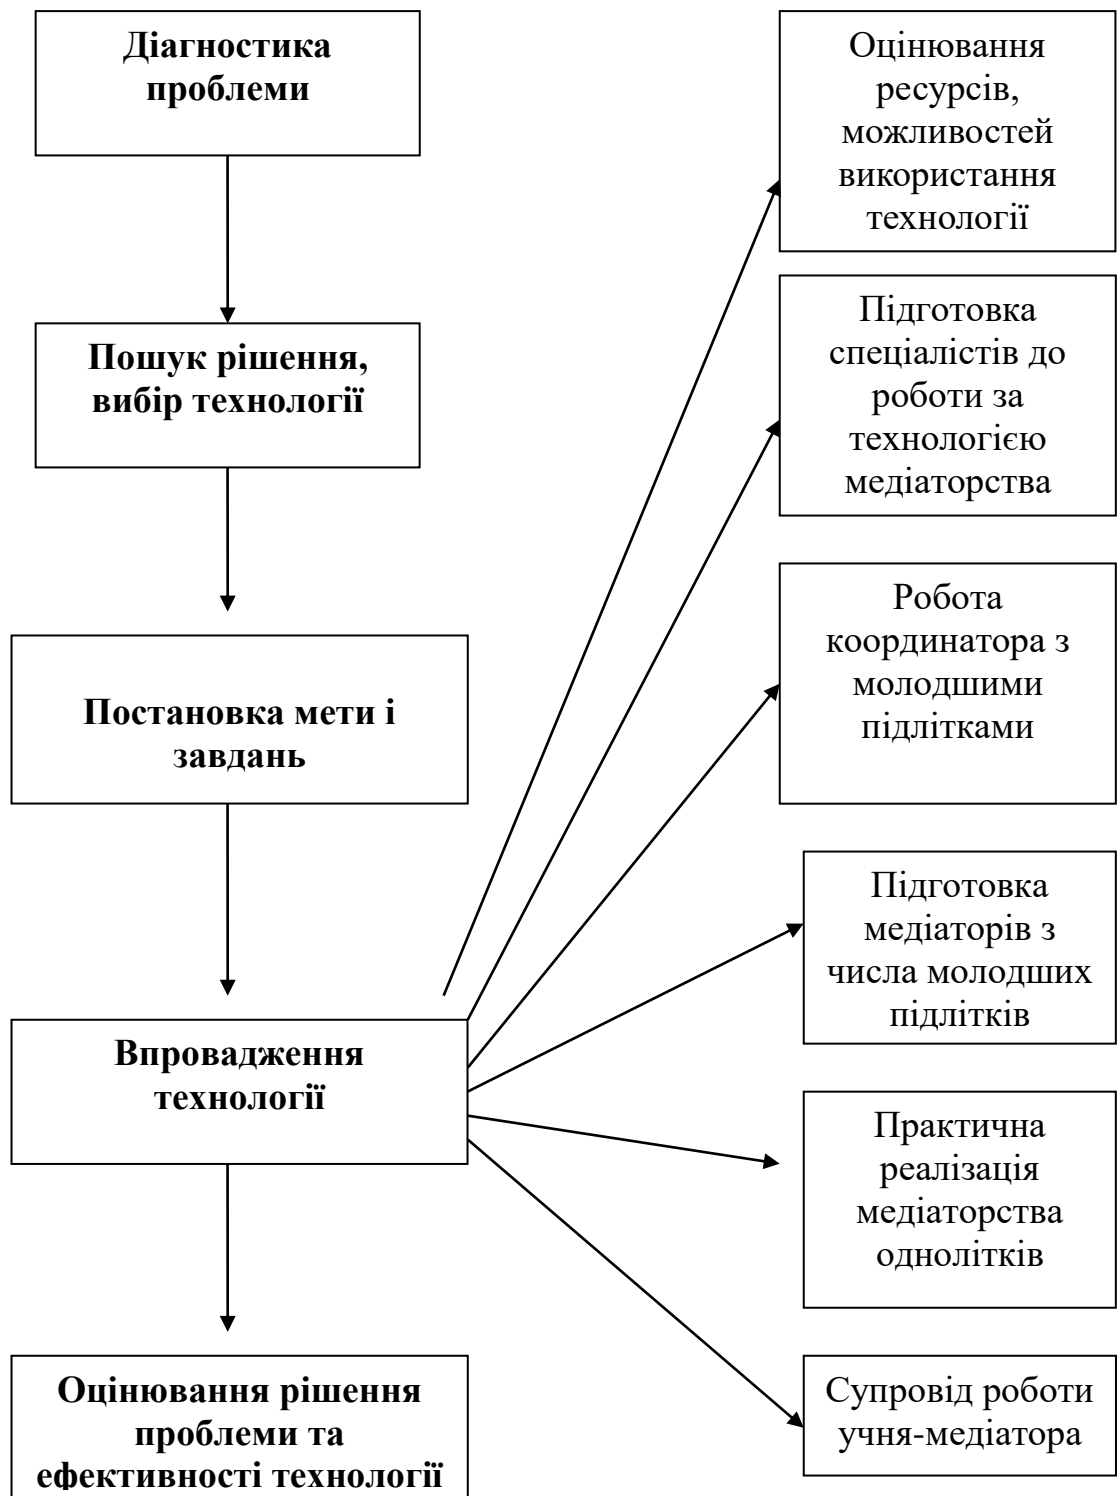 Діагностика
проблеми
Пошук рішення,
вибір технології
Постановка мети і
завдань
Впровадження
технології
Оцінювання рішення
проблеми та
ефективності технології
Оцінювання
ресурсів,
можливостей
використання
технології
Підготовка
спеціалістів до
роботи за
технологією
медіаторства
Робота
координатора з
молодшими
підлітками
Підготовка
медіаторів з
числа молодших
підлітків
Практична
реалізація
медіаторства
однолітків
Супровід роботи
учня-медіатора